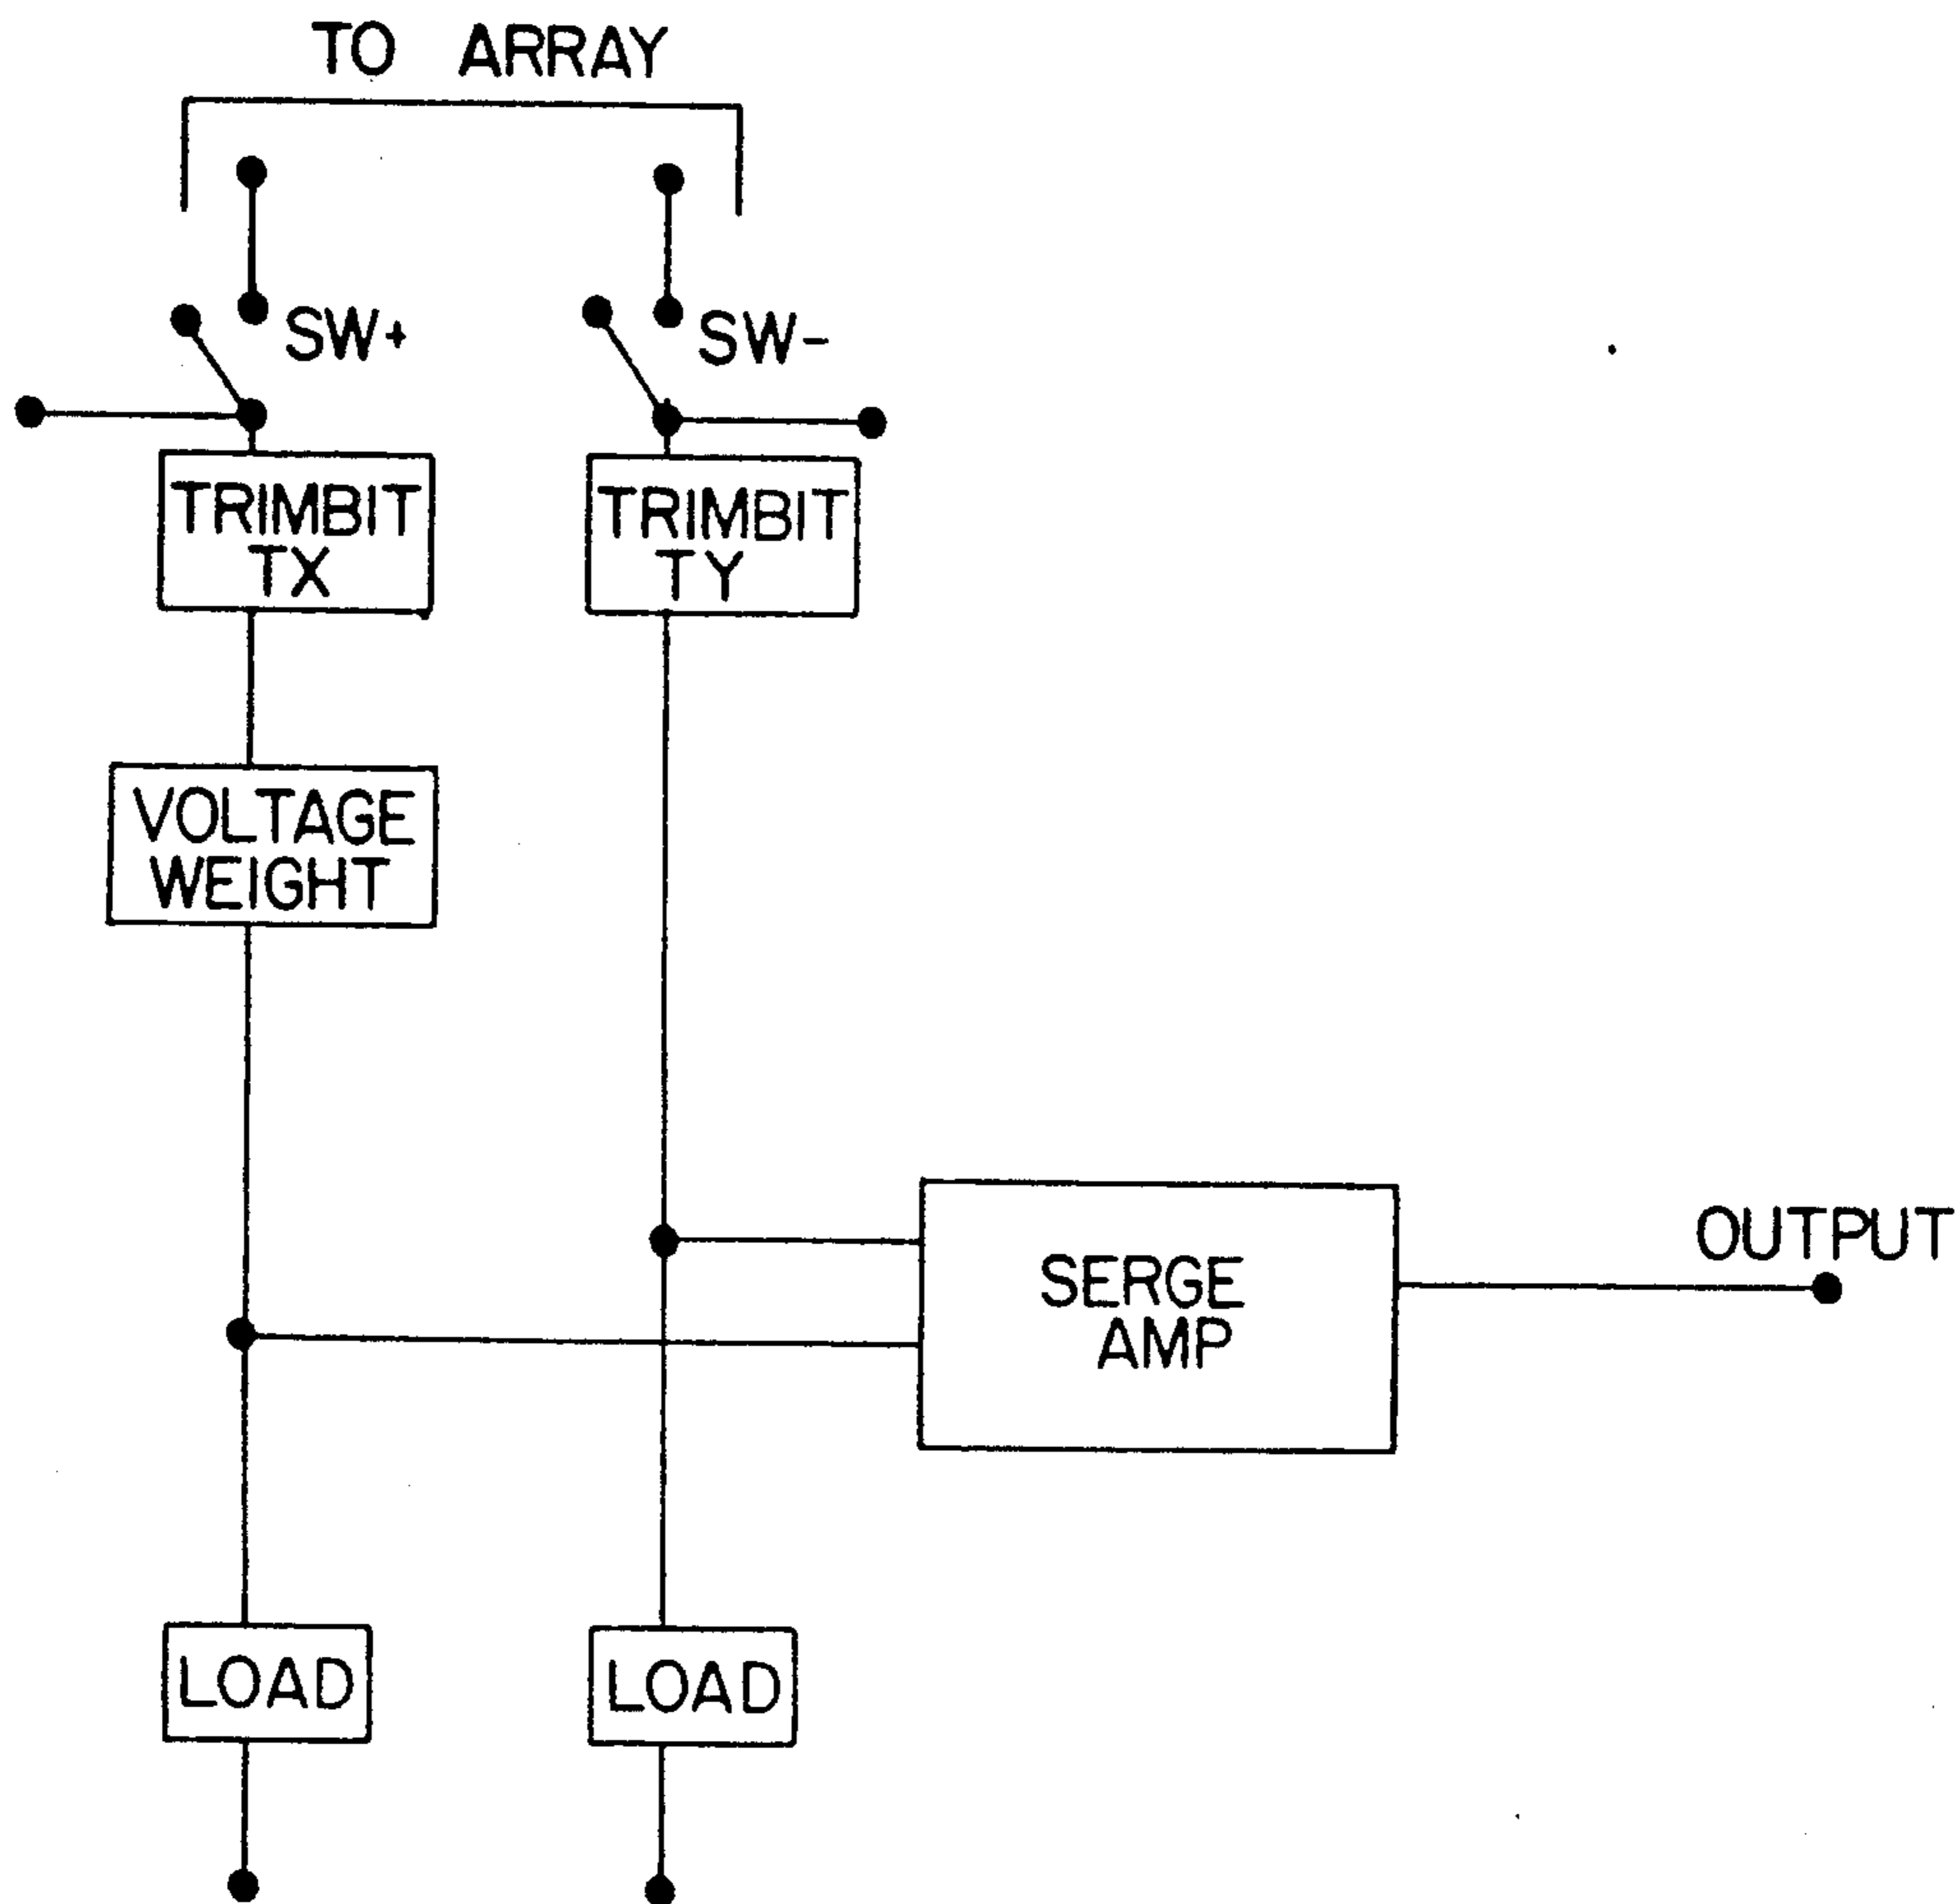 TO ARRAY
SW+
SW-
TRIMBIT
TX
TRIMBIT
TY
VOLTAGE
WEIGHT
SERGE
AMP
OUTPUT
LOAD
LOAD